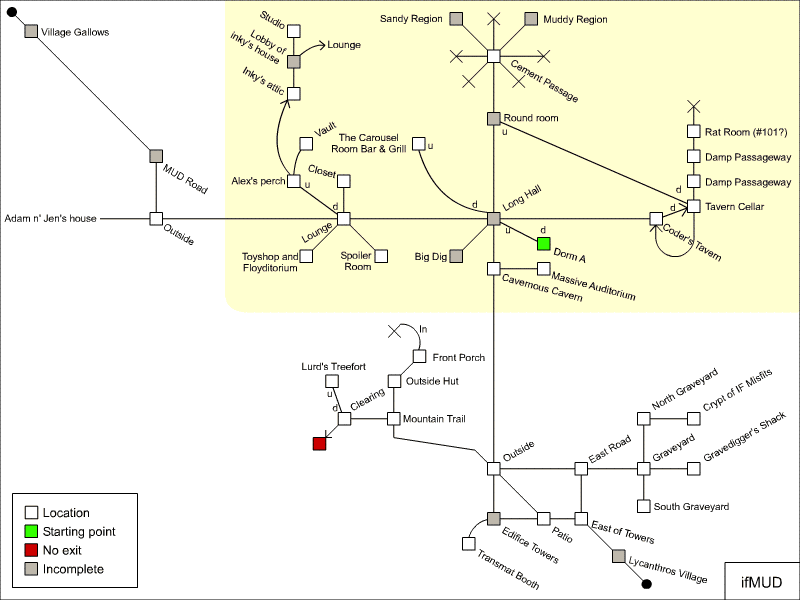 Village Gallows
MUD Road
Adam n' Jen's house
Outside
Studio
Lobby of
inky's house
Lounge
Inky's attic
Vault
Alex's perch
u
Closet
d
Lounge
Toyshop and
Floyditorium
Spoiler
Room
The Carousel
Room Bar & Grill
u
d
Sandy Region
Muddy Region
Cement Passage
Round room
u
Long Hall
u
d
Dorm A
Big Dig
Cavernous Cavern
Massive Auditorium
Rat Room (#101?)
Damp Passageway
Damp Passageway
d
Tavern Cellar
d
Coder's Tavern
In
Front Porch
Lurd's Treefort
u
d
Clearing
Outside Hut
Mountain Trail
Outside
East Road
North Graveyard
Crypt of IF Misfits
Graveyard
Gravedigger's Shack
South Graveyard
Edifice Towers
Patio
East of Towers
Transmat Booth
Lycanthros Village
Location
Starting point
No exit
Incomplete
ifMUD